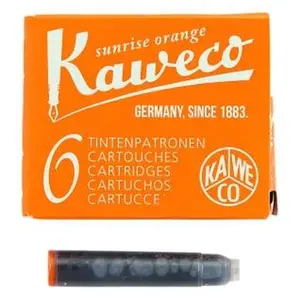 sunrise orange
Kaweco
GERMANY, SINCE 1883.
6
TINTENPATRONEN
CARTOUCHES
CARTRIDGES
CARTUCHOS
CARTUCCE
KA WE
CO